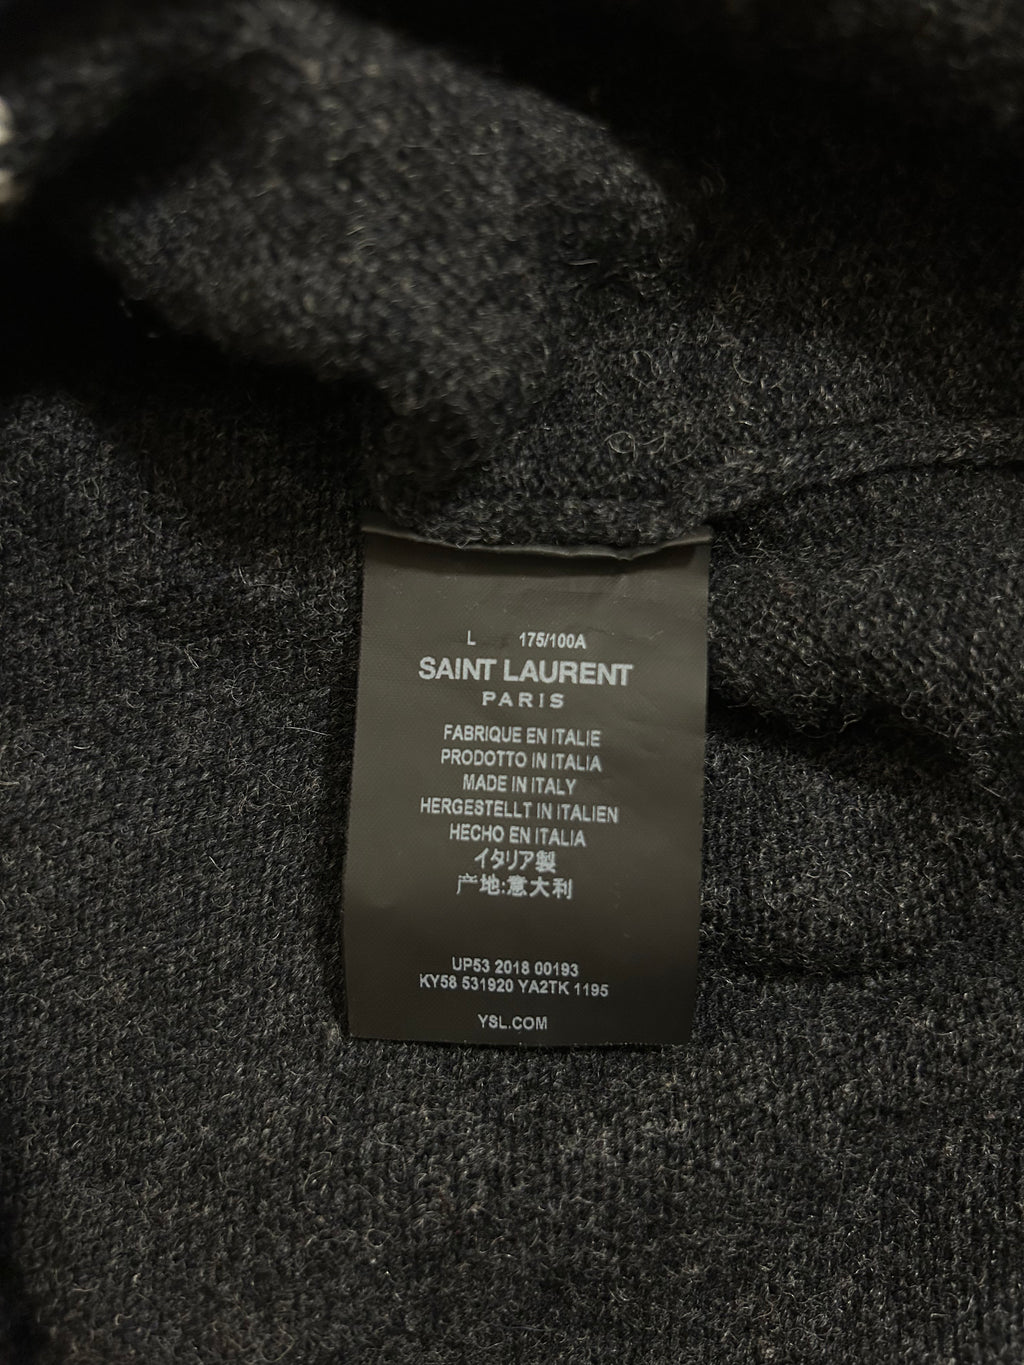 L 175/100A
SAINT LAURENT
PARIS
FABRIQUE EN ITALIE
PRODOTTO IN ITALIA
MADE IN ITALY
HERGESTELLT IN ITALIEN
HECHO EN ITALIA
イタリア製
产地:意大利
UP53 2018 00193
KY58 531920 YA2TK 1195
YSL.COM